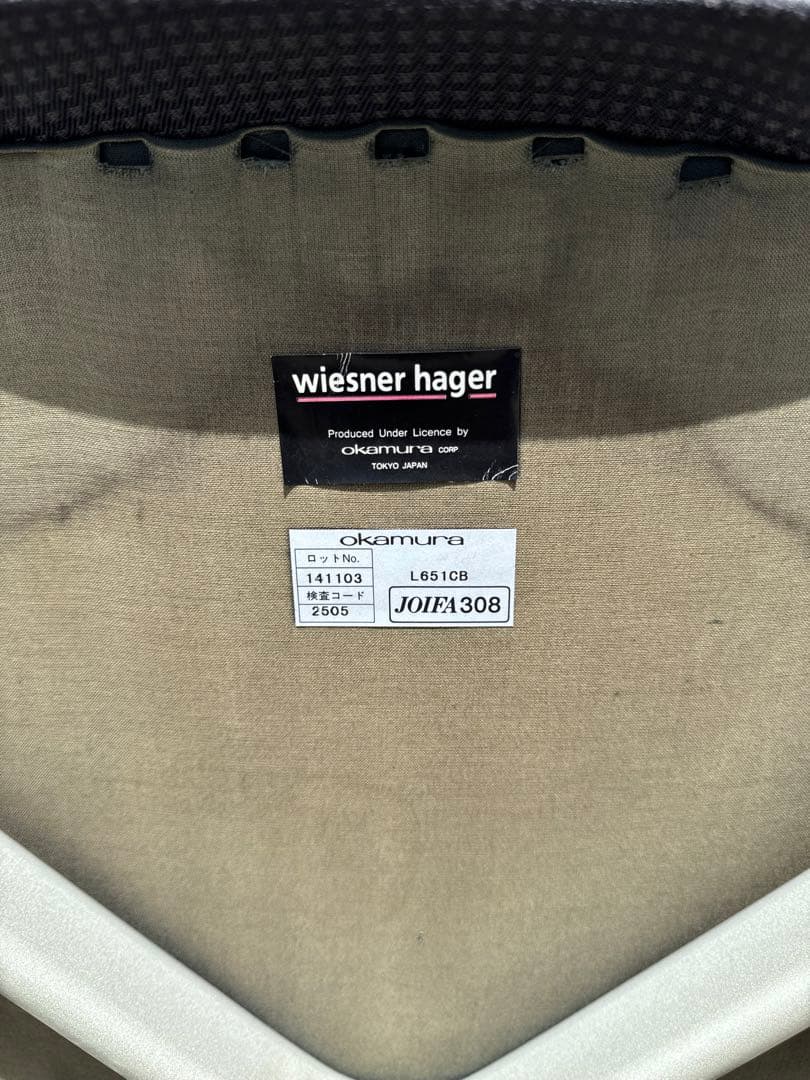 wiesner hager
Produced Under Licence by
okamura CORP
TOKYO JAPAN
okamura
ロットNo.
141103
L651CB
検査コード
2505
JOIFA308